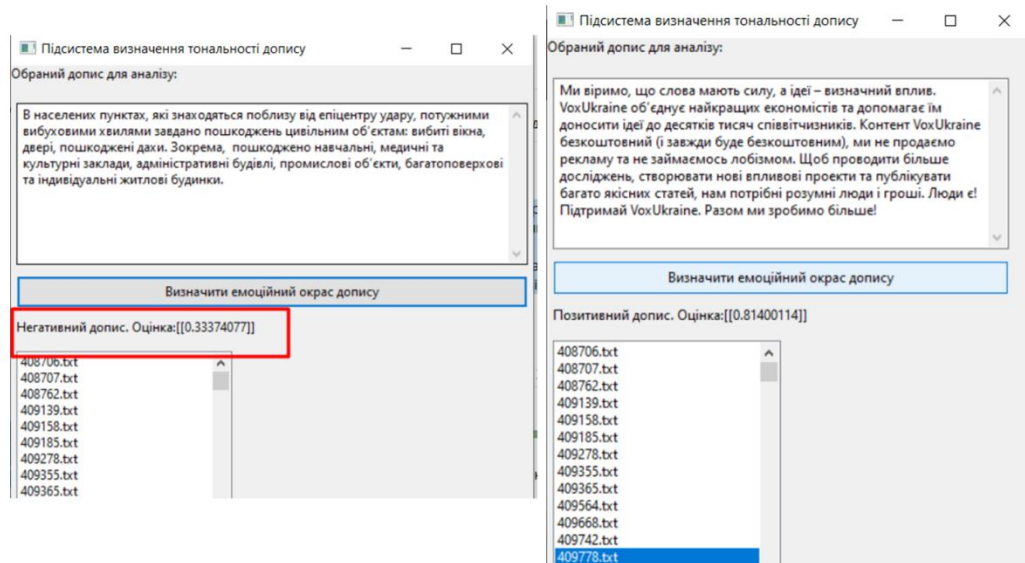 Підсистема визначення тональності допису
Обраний допис для аналізу:
В населених пунктах, які знаходяться поблизу від епіцентру удару, потужними
вибуховими хвилями завдано пошкоджень цивільним об'єктам: вибиті вікна,
двері, пошкоджені дахи. Зокрема, пошкоджено навчальні, медичні та
культурні заклади, адміністративні будівлі, промислові об'єкти, багатоповерхові
та індивідуальні житлові будинки.
Визначити емоційний окрас допису
Негативний допис. Оцінка:[[0.33374077]]
408706.txt
408707.txt
408762.txt
409139.txt
409158.txt
409185.txt
409278.txt
409355.txt
409365.txt
Підсистема визначення тональності допису
Обраний допис для аналізу:
Ми віримо, що слова мають силу, а ідеї – визначний вплив.
VoxUkraine об'єднує найкращих економістів та допомагає їм
доносити ідеї до десятків тисяч співвітчизників. Контент VoxUkraine
безкоштовний (і завжди буде безкоштовним), ми не продаємо
рекламу та не займаємось лобізмом. Щоб проводити більше
досліджень, створювати нові впливові проекти та публікувати
багато якісних статей, нам потрібні розумні люди і гроші. Люди є!
Підтримай VoxUkraine. Разом ми зробимо більше!
Визначити емоційний окрас допису
Позитивний допис. Оцінка:[[0.81400114]]
408706.txt
408707.txt
408762.txt
409139.txt
409158.txt
409185.txt
409278.txt
409355.txt
409365.txt
409564.txt
409668.txt
409742.txt
409778.txt